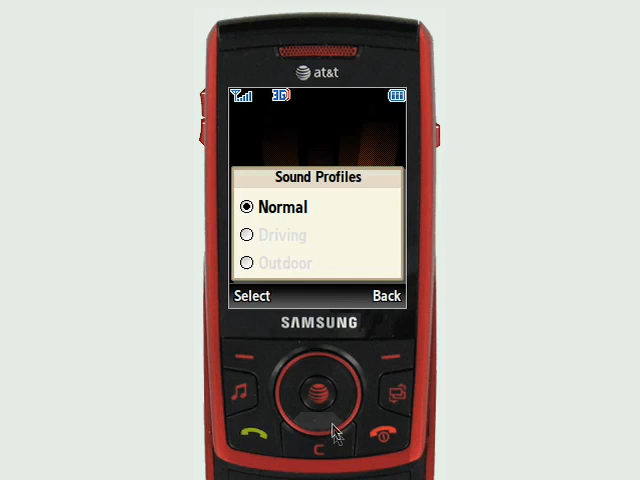 at&t
3G
Sound Profiles
Normal
Driving
Outdoor
Select Back
SAMSUNG
C